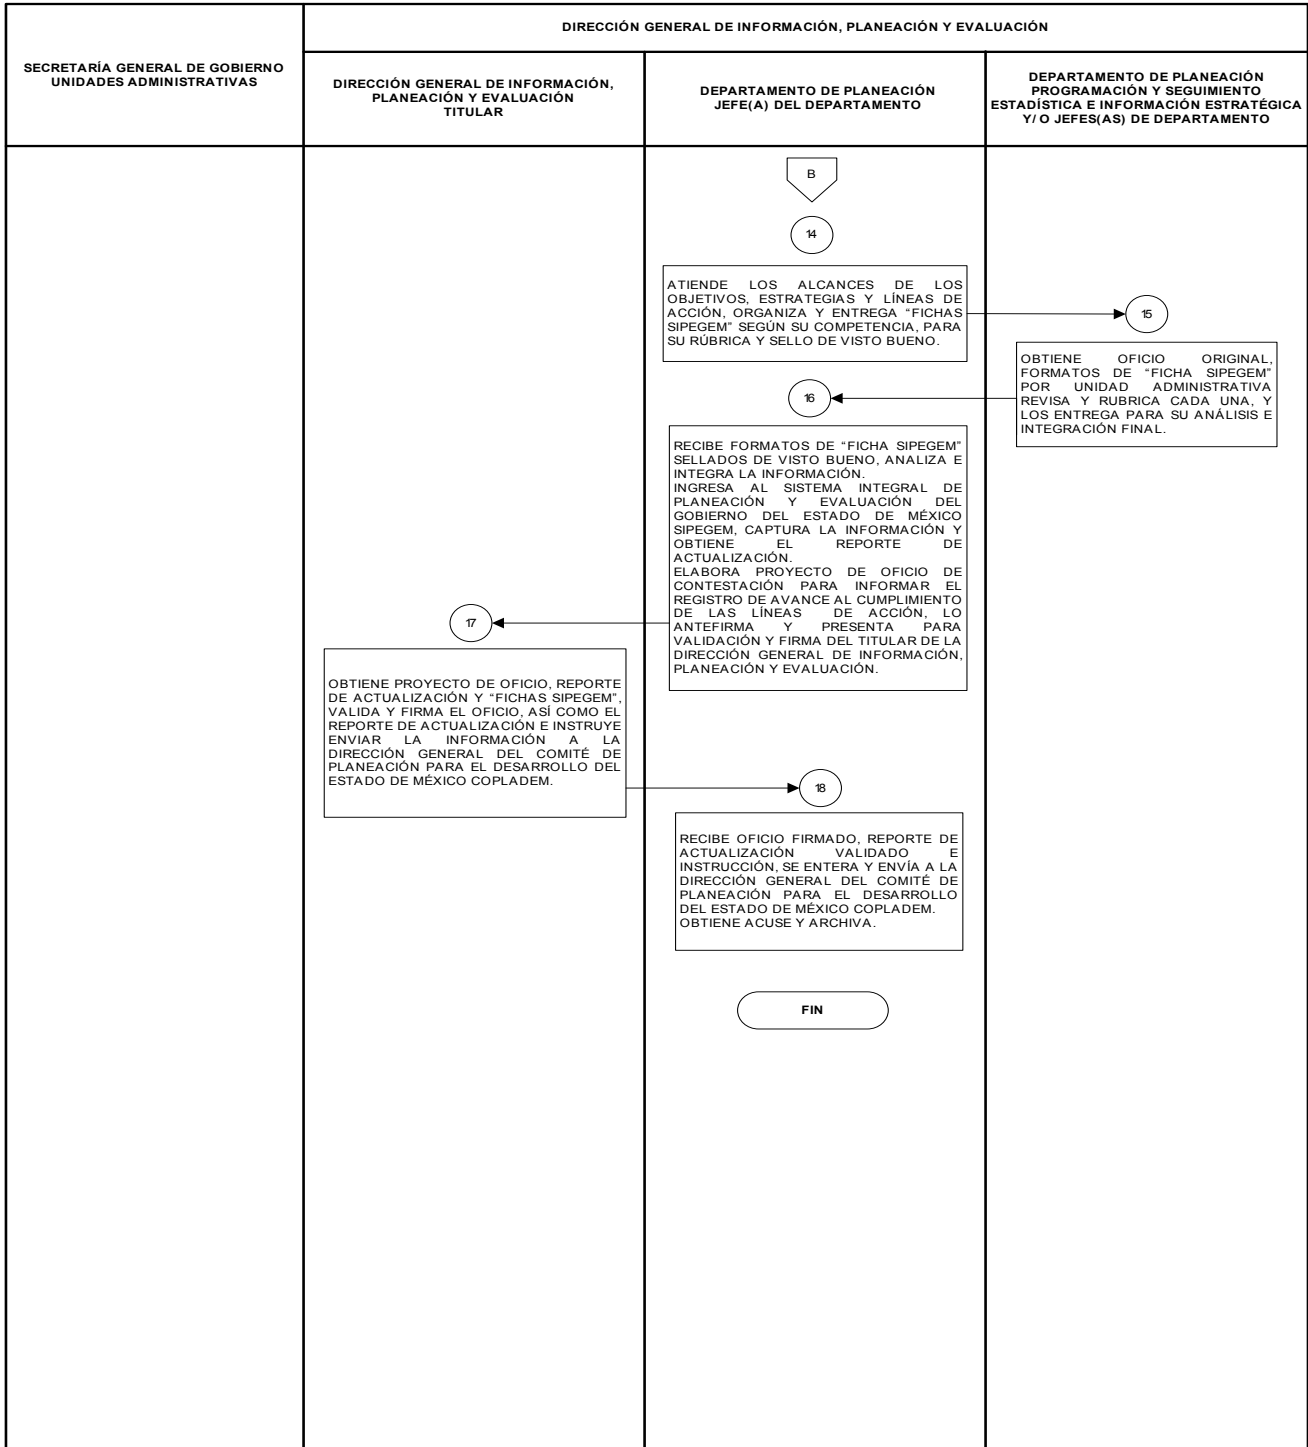 DIRECCIÓN GENERAL DE INFORMACIÓN, PLANEACIÓN Y EVALUACIÓN
SECRETARÍA GENERAL DE GOBIERNO
UNIDADES ADMINISTRATIVAS
DIRECCIÓN GENERAL DE INFORMACIÓN,
PLANEACIÓN Y EVALUACIÓN
TITULAR
DEPARTAMENTO DE PLANEACIÓN
JEFE(A) DEL DEPARTAMENTO
DEPARTAMENTO DE PLANEACIÓN
PROGRAMACIÓN Y SEGUIMIENTO
ESTADÍSTICA E INFORMACIÓN ESTRATÉGICA
Y/ O JEFES(AS) DE DEPARTAMENTO
B
14
ATIENDE LOS ALCANCES DE LOS
OBJETIVOS, ESTRATEGIAS Y LÍNEAS DE
ACCIÓN, ORGANIZA Y ENTREGA “FICHAS
SIPEGEM” SEGÚN SU COMPETENCIA, PARA
SU RÚBRICA Y SELLO DE VISTO BUENO.
15
OBTIENE OFICIO ORIGINAL,
FORMATOS DE “FICHA SIPEGEM”
POR UNIDAD ADMINISTRATIVA
REVISA Y RUBRICA CADA UNA, Y
LOS ENTREGA PARA SU ANÁLISIS E
INTEGRACIÓN FINAL.
16
RECIBE FORMATOS DE “FICHA SIPEGEM”
SELLADOS DE VISTO BUENO, ANALIZA E
INTEGRA LA INFORMACIÓN.
INGRESA AL SISTEMA INTEGRAL DE
PLANEACIÓN Y EVALUACIÓN DEL
GOBIERNO DEL ESTADO DE MÉXICO
SIPEGEM, CAPTURA LA INFORMACIÓN Y
OBTIENE EL REPORTE DE
ACTUALIZACIÓN.
ELABORA PROYECTO DE OFICIO DE
CONTESTACIÓN PARA INFORMAR EL
REGISTRO DE AVANCE AL CUMPLIMIENTO
DE LAS LÍNEAS DE ACCIÓN, LO
ANTEFIRMA Y PRESENTA PARA
VALIDACIÓN Y FIRMA DEL TITULAR DE LA
DIRECCIÓN GENERAL DE INFORMACIÓN,
PLANEACIÓN Y EVALUACIÓN.
17
OBTIENE PROYECTO DE OFICIO, REPORTE
DE ACTUALIZACIÓN Y “FICHAS SIPEGEM”,
VALIDA Y FIRMA EL OFICIO, ASÍ COMO EL
REPORTE DE ACTUALIZACIÓN E INSTRUYE
ENVIAR LA INFORMACIÓN A LA
DIRECCIÓN GENERAL DEL COMITÉ DE
PLANEACIÓN PARA EL DESARROLLO DEL
ESTADO DE MÉXICO COPLADEM.
18
RECIBE OFICIO FIRMADO, REPORTE DE
ACTUALIZACIÓN VALIDADO E
INSTRUCCIÓN, SE ENTERA Y ENVÍA A LA
DIRECCIÓN GENERAL DEL COMITÉ DE
PLANEACIÓN PARA EL DESARROLLO
DEL ESTADO DE MÉXICO COPLADEM.
OBTIENE ACUSE Y ARCHIVA.
FIN